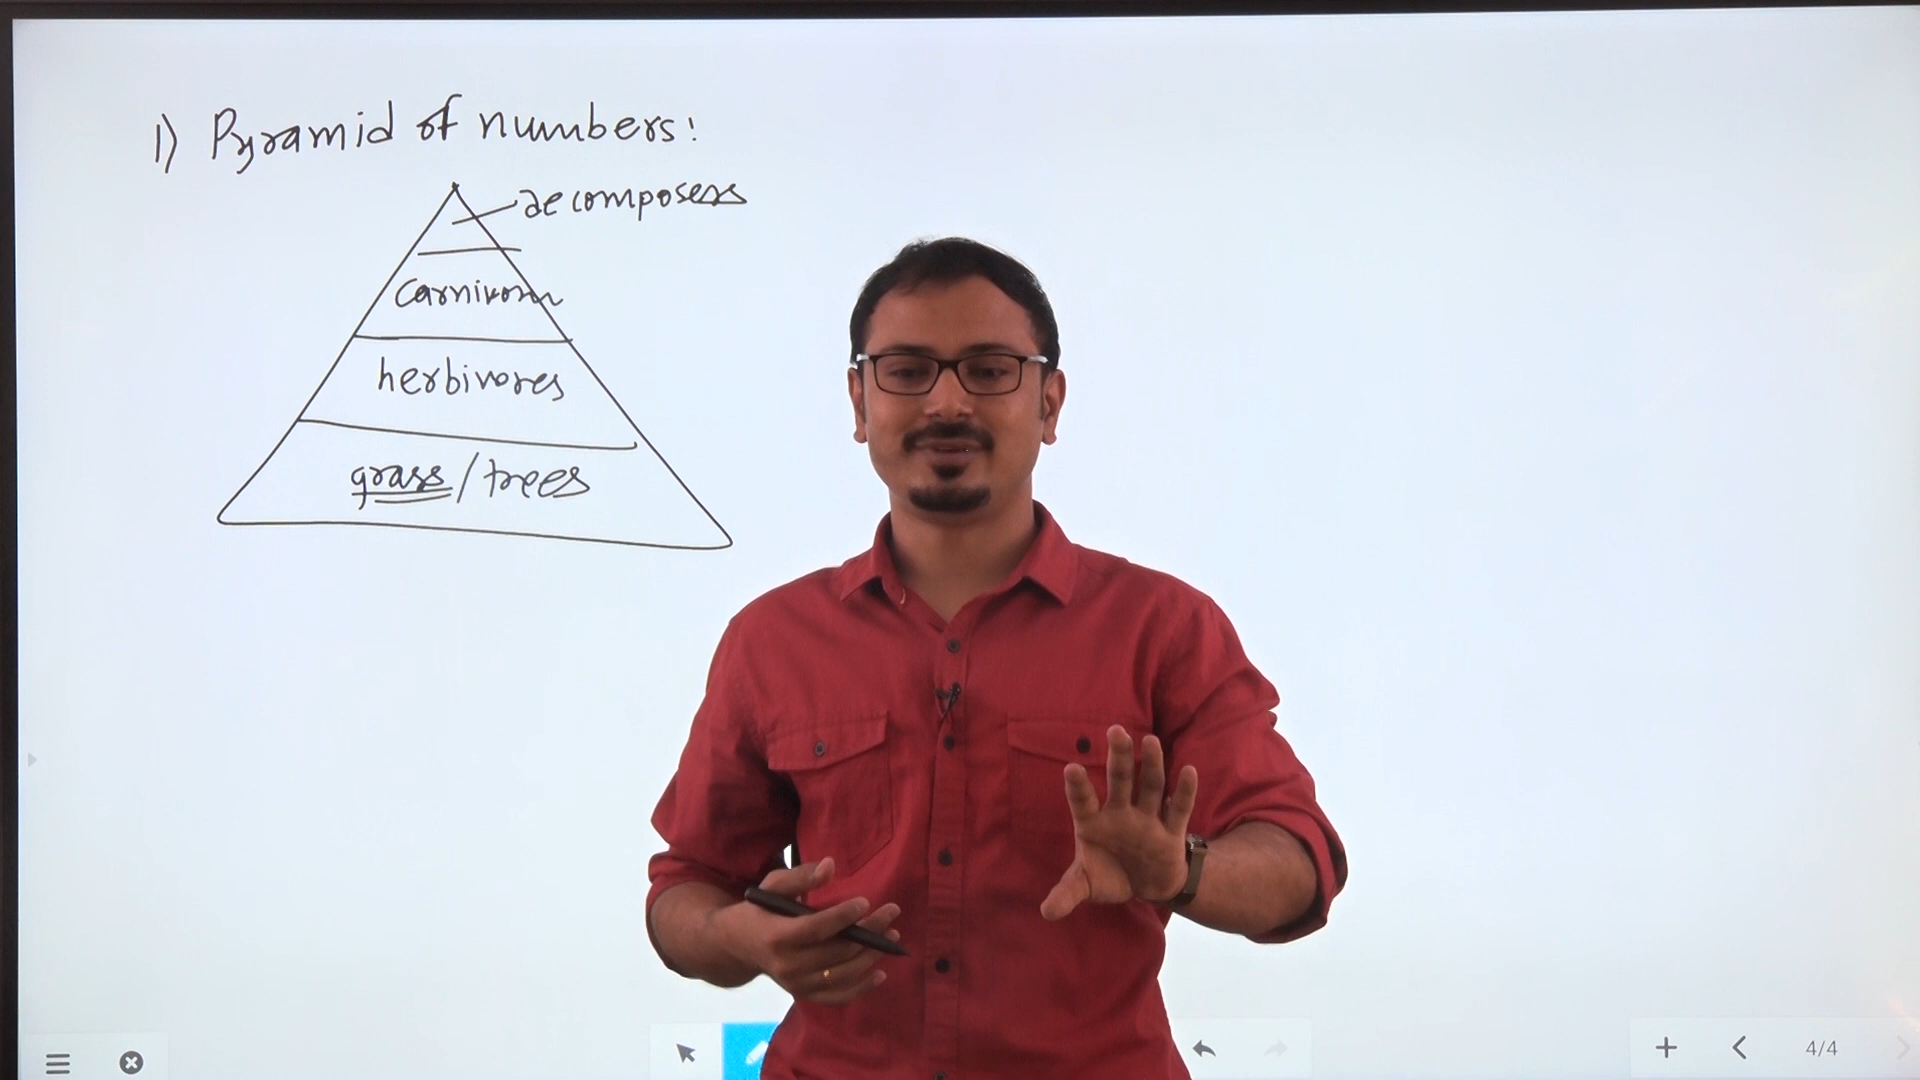 1) Pyramid of numbers:
decomposers
carnivores
herbivores
grass/trees
4/4